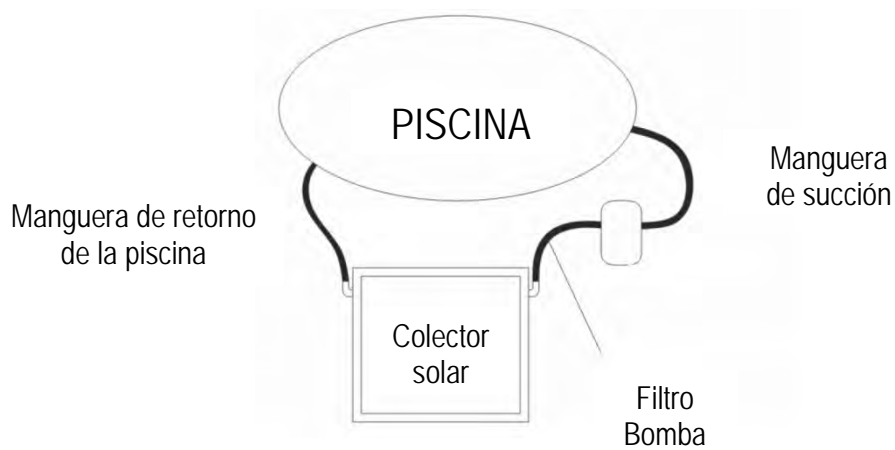 PISCINA
Manguera
de succión
Manguera de retorno
de la piscina
Colector
solar
Filtro
Bomba